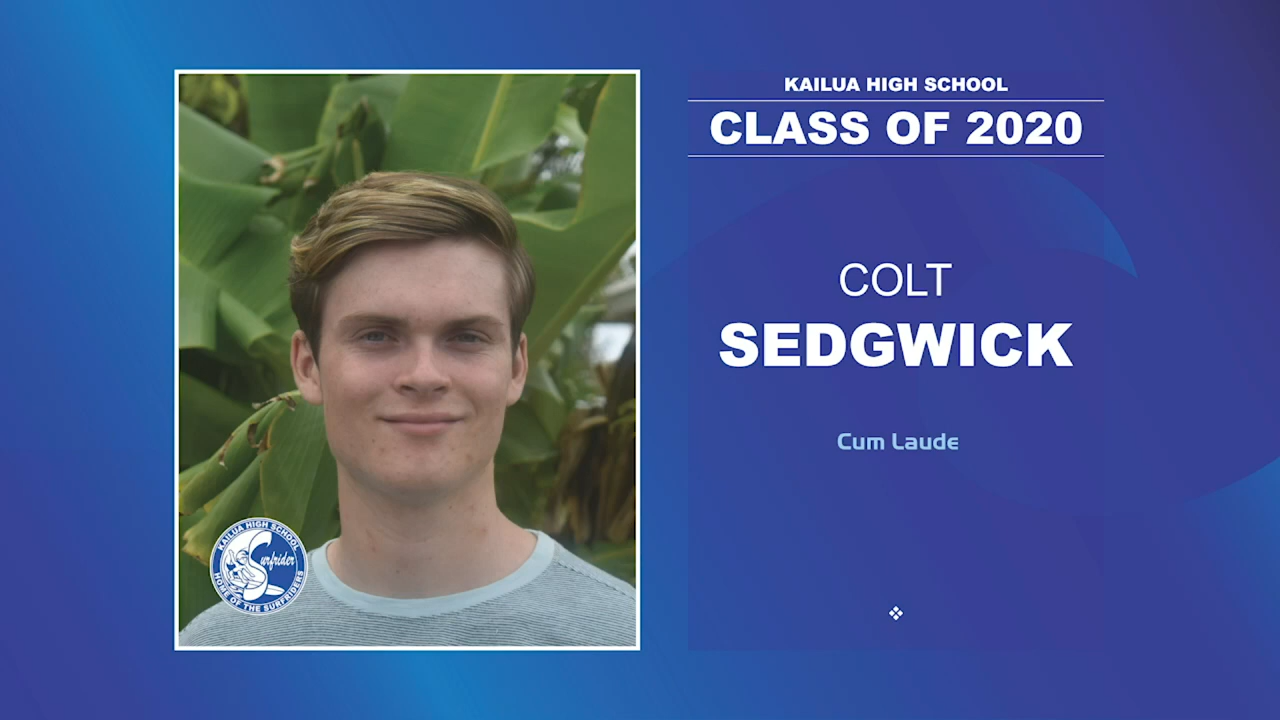 KAILUA HIGH SCHOOL
CLASS OF 2020
COLT
SEDGWICK
Cum Laude
KAILUA HIGH SCHOOL
Surfrider
HOME OF THE SURFRIDERS